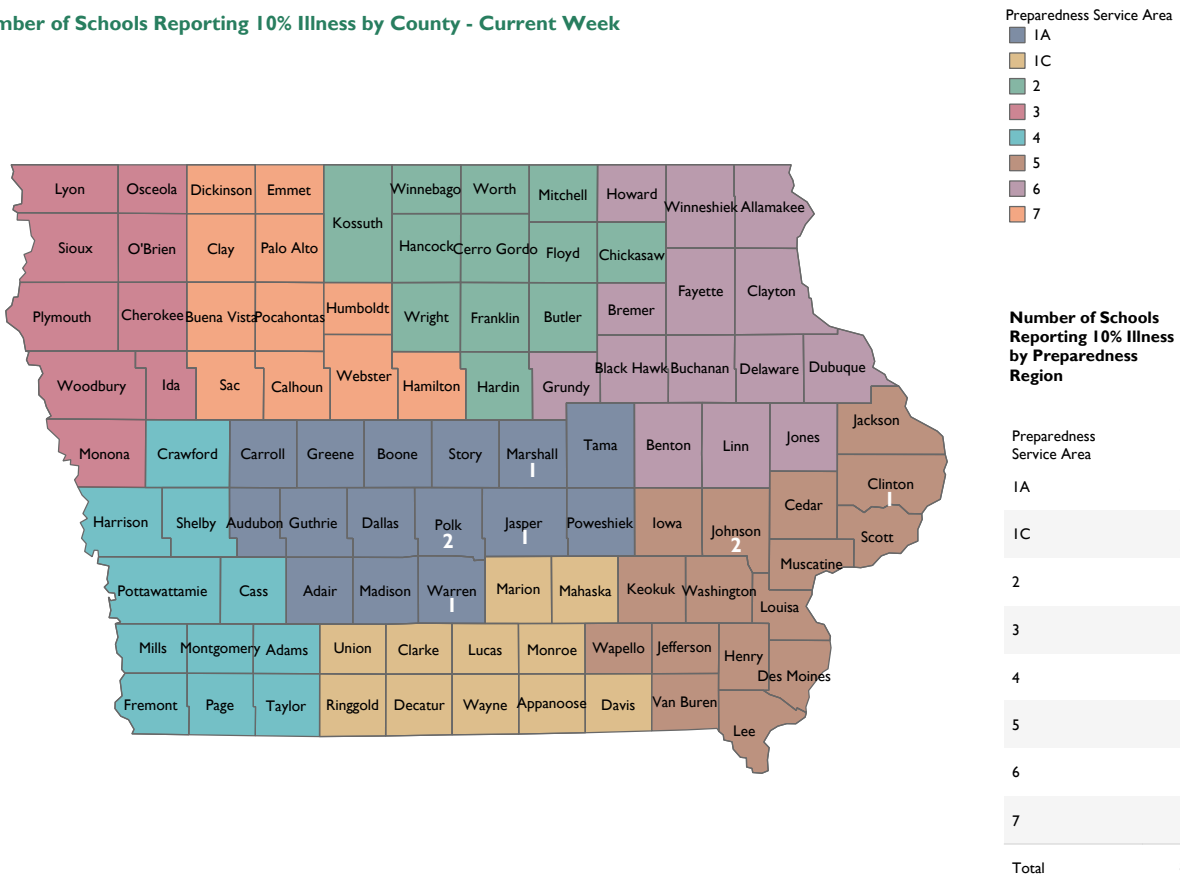 mber of Schools Reporting 10% Illness by County - Current Week
Preparedness Service Area
1A
1C
2
3
4
5
6
7
Lyon
Osceola
Dickinson
Emmet
Kossuth
Winnebago
Worth
Mitchell
Howard
Winneshiek
Allamakee
Sioux
O'Brien
Clay
Palo Alto
Hancock
Cerro Gordo
Floyd
Chickasaw
Plymouth
Cherokee
Buena Vista
Pocahontas
Humboldt
Wright
Franklin
Butler
Bremer
Fayette
Clayton
Woodbury
Ida
Sac
Calhoun
Webster
Hamilton
Hardin
Grundy
Black Hawk
Buchanan
Delaware
Dubuque
Monona
Crawford
Carroll
Greene
Boone
Story
Marshall
1
Tama
Benton
Linn
Jones
Jackson
Clinton
1
Harrison
Shelby
Audubon
Guthrie
Dallas
Polk
2
Jasper
1
Poweshiek
Iowa
Johnson
2
Cedar
Scott
Muscatine
Pottawattamie
Cass
Adair
Madison
Warren
1
Marion
Mahaska
Keokuk
Washington
Louisa
Mills
Montgomery
Adams
Union
Clarke
Lucas
Monroe
Wapello
Jefferson
Henry
Des Moines
Fremont
Page
Taylor
Ringgold
Decatur
Wayne
Appanoose
Davis
Van Buren
Lee
Number of Schools
Reporting 10% Illness
by Preparedness
Region
Preparedness
Service Area
1A
1C
2
3
4
5
6
7
Total